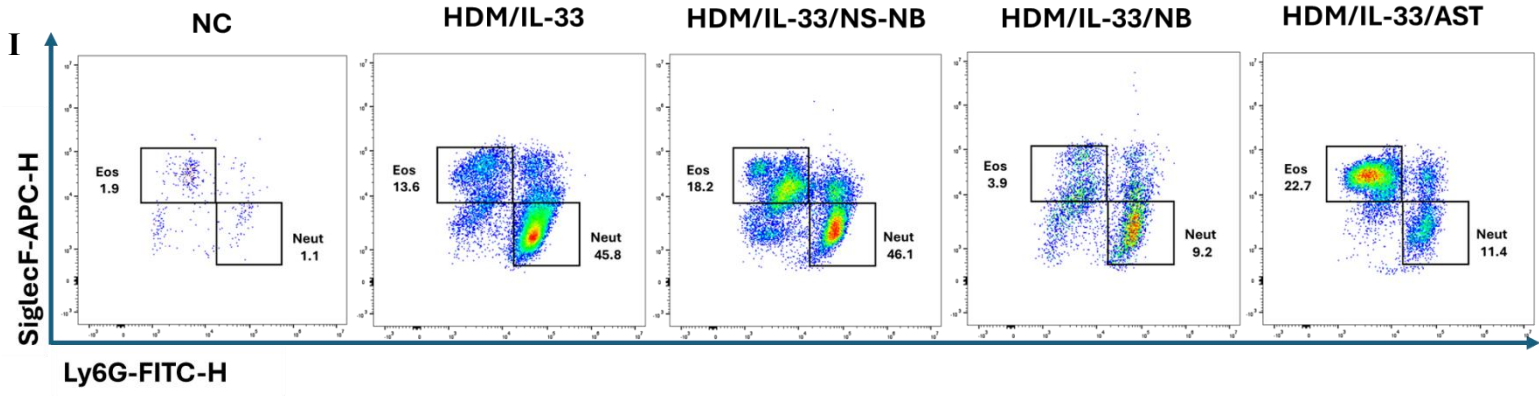 I
NC
HDM/IL-33
HDM/IL-33/NS-NB
HDM/IL-33/NB
HDM/IL-33/AST
SiglecF-APC-H
Eos
1.9
Neut
1.1
Eos
13.6
Neut
45.8
Eos
18.2
Neut
46.1
Eos
3.9
Neut
9.2
Eos
22.7
Neut
11.4
Ly6G-FITC-H